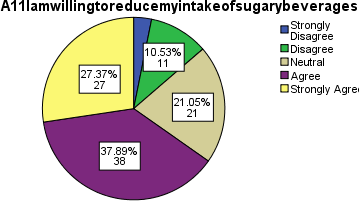 A11Iamwillingtoreducemyintakeofsugarybeverages
Strongly
Disagree
Disagree
Neutral
Agree
Strongly Agre
10.53%
11
27.37%
27
21.05%
21
37.89%
38